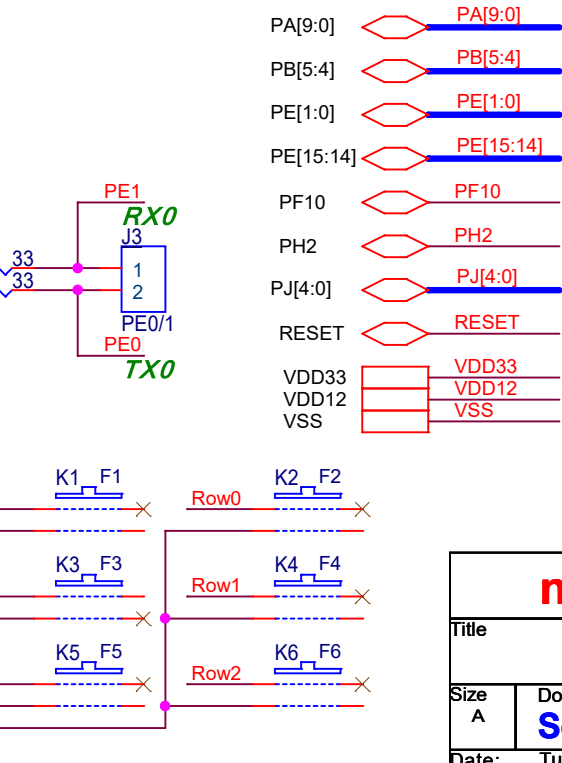 PA[9:0] PA[9:0]
PB[5:4] PB[5:4]
PE[1:0] PE[1:0]
PE[15:14] PE[15:14]
PF10 PF10
PH2 PH2
PJ[4:0] PJ[4:0]
RESET RESET
VDD33 VDD33
VDD12 VDD12
VSS VSS
PE1
RX0
J3
33 1
33 2
PE0/1
PE0
TX0
K1 F1 K2 F2
Row0
K3 F3 K4 F4
Row1
K5 F5 K6 F6
Row2
Title
Size
A
Date: